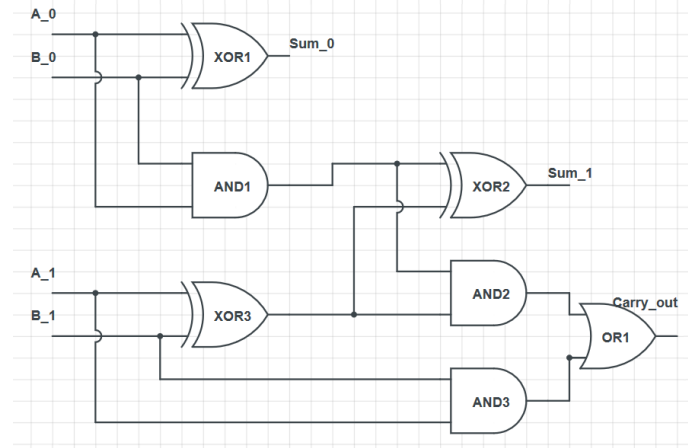 A_0
Sum_0
B_0
XOR1
AND1
XOR2
Sum_1
A_1
B_1
XOR3
AND2
Carry_out
OR1
AND3